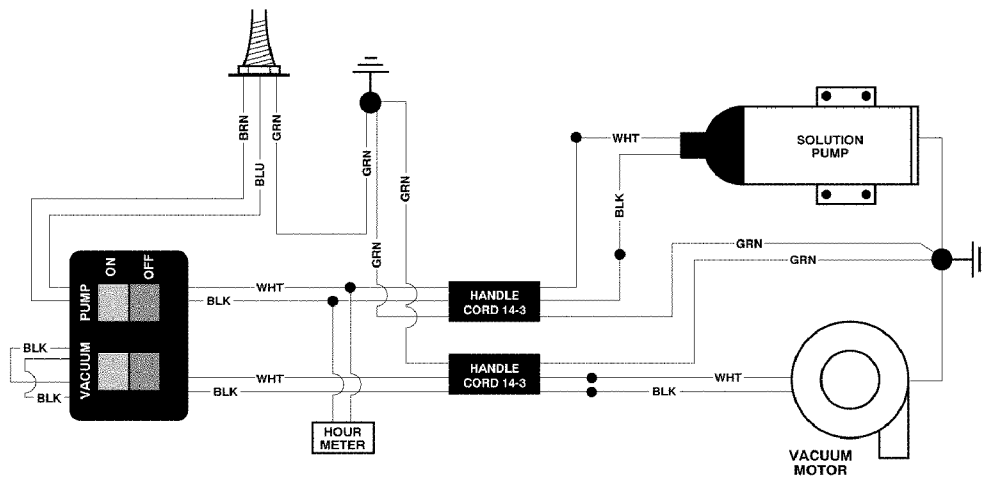 BRN
BLU
GRN
GRN
GRN
GRN
WHT
BLK
SOLUTION
PUMP
GRN
GRN
ON
OFF
PUMP
VACUUM
WHT
BLK
HANDLE
CORD 14-3
BLK
BLK
WHT
BLK
HANDLE
CORD 14-3
WHT
BLK
HOUR
METER
VACUUM
MOTOR